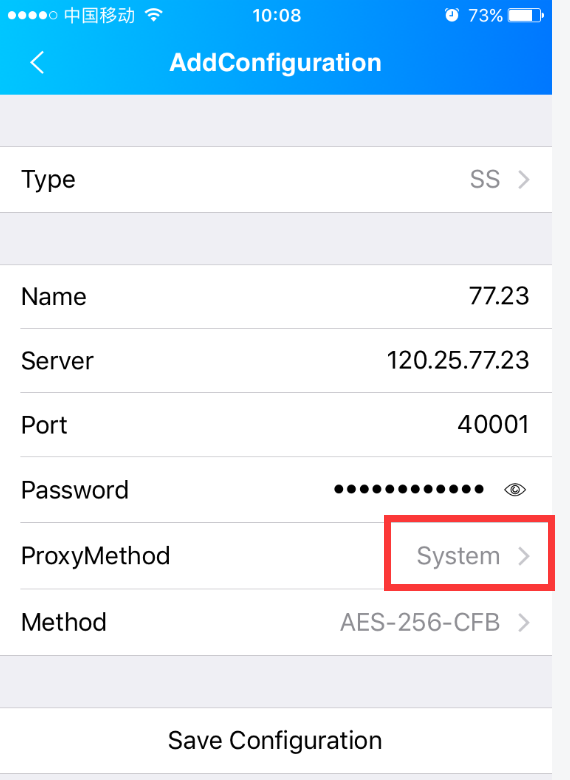 中国移动 10:08 73%
AddConfiguration
Type SS
Name 77.23
Server 120.25.77.23
Port 40001
Password ••••••••••••
ProxyMethod System
Method AES-256-CFB
Save Configuration